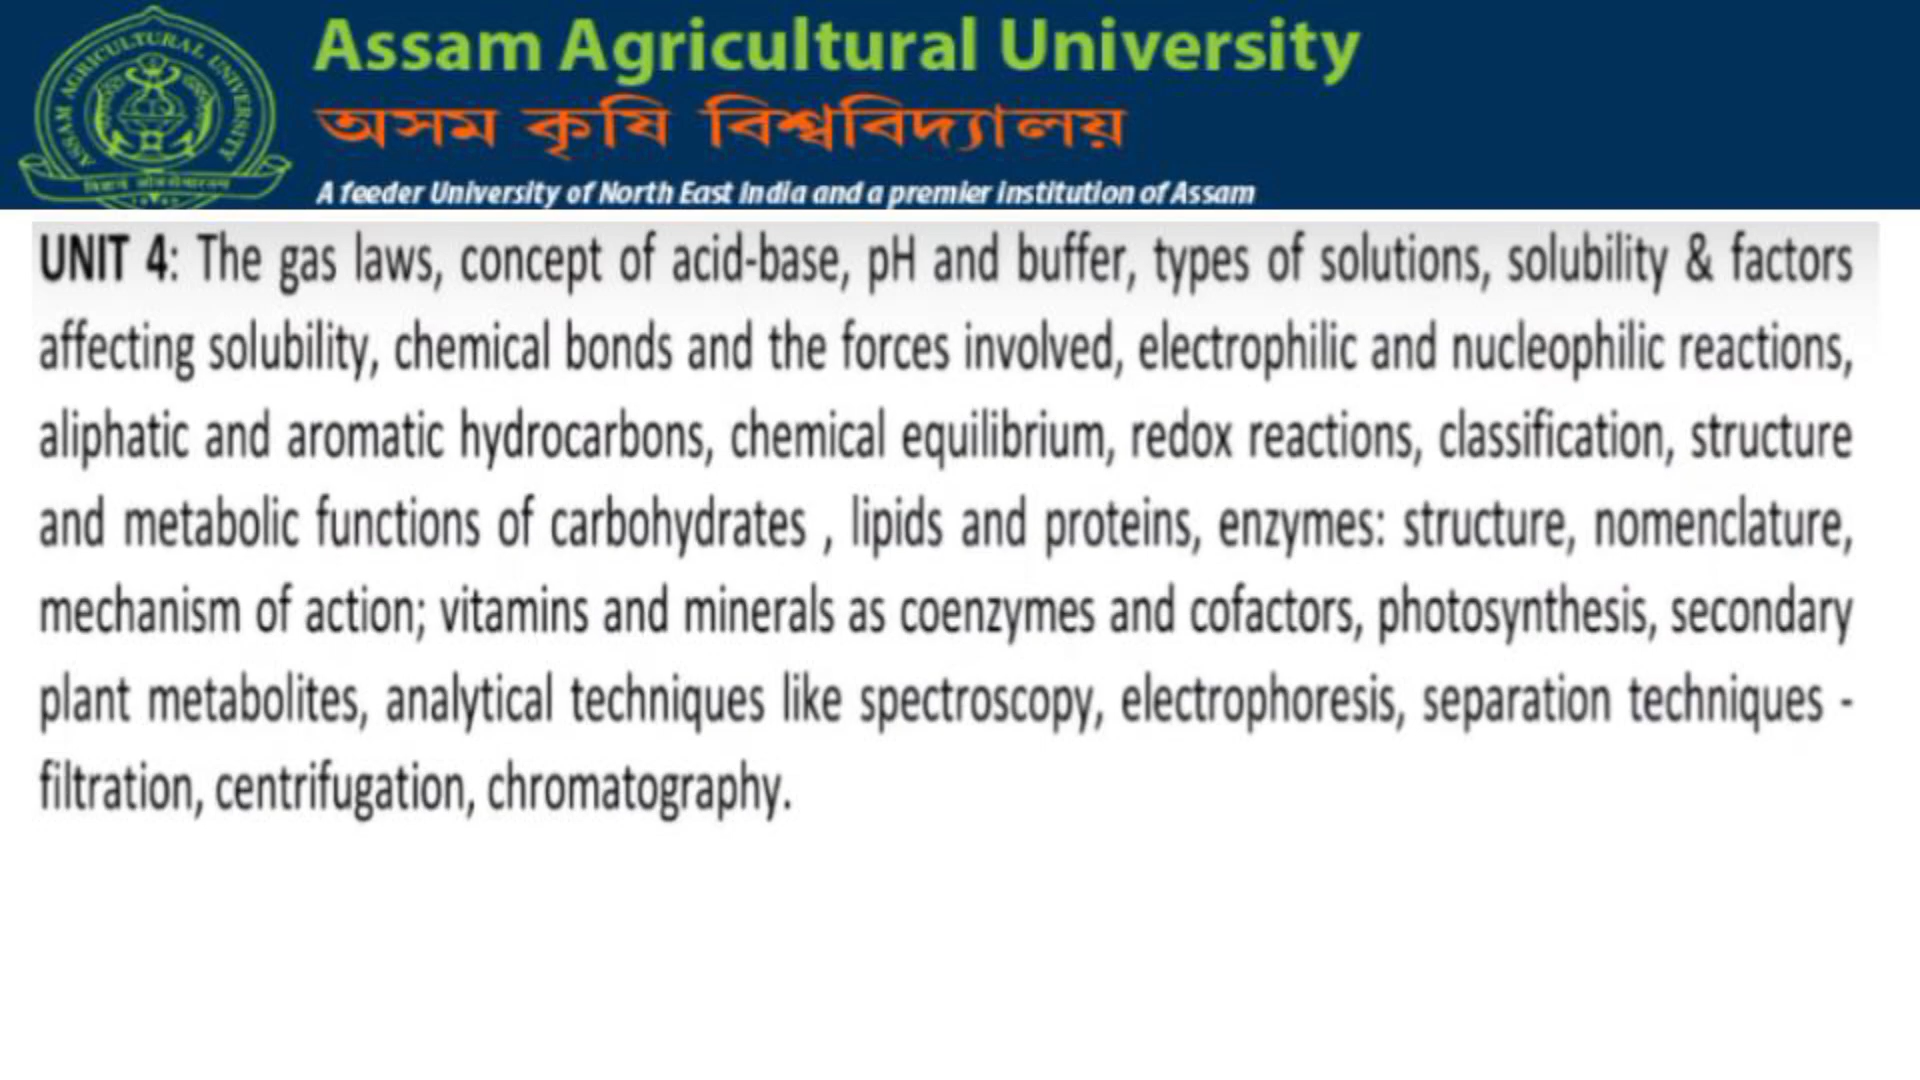 ASSAM AGRICULTURAL UNIVERSITY
Assam Agricultural University
অসম কৃষি বিশ্ববিদ্যালয়
A feeder University of North East India and a premier institution of Assam
UNIT 4: The gas laws, concept of acid-base, pH and buffer, types of solutions, solubility & factors
affecting solubility, chemical bonds and the forces involved, electrophilic and nucleophilic reactions,
aliphatic and aromatic hydrocarbons, chemical equilibrium, redox reactions, classification, structure
and metabolic functions of carbohydrates , lipids and proteins, enzymes: structure, nomenclature,
mechanism of action; vitamins and minerals as coenzymes and cofactors, photosynthesis, secondary
plant metabolites, analytical techniques like spectroscopy, electrophoresis, separation techniques -
filtration, centrifugation, chromatography.